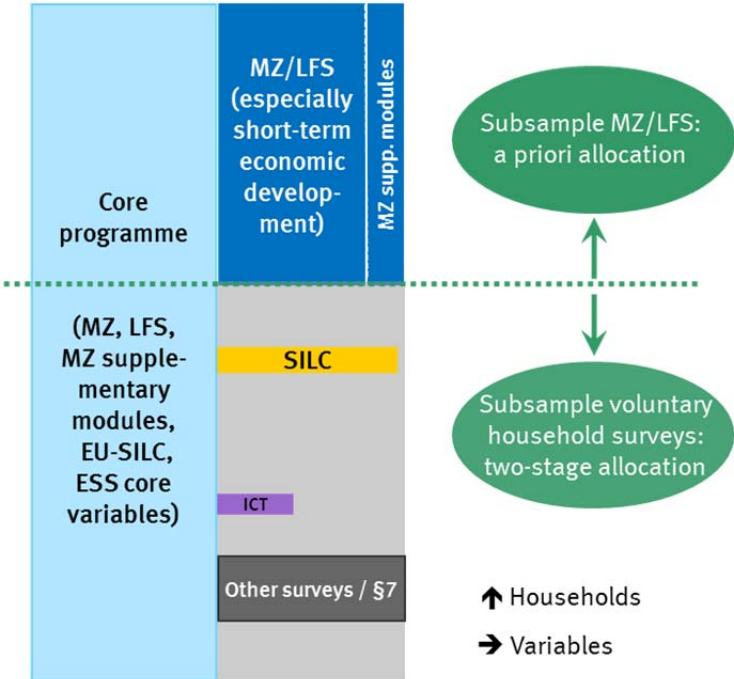 Core
programme
(MZ, LFS,
MZ supple-
mentary
modules,
EU-SILC,
ESS core
variables)
MZ/LFS
(especially
short-term
economic
develop-
ment)
MZ supp. modules
SILC
ICT
Other surveys / §7
Subsample MZ/LFS:
a priori allocation
Subsample voluntary
household surveys:
two-stage allocation
↑ Households
→ Variables